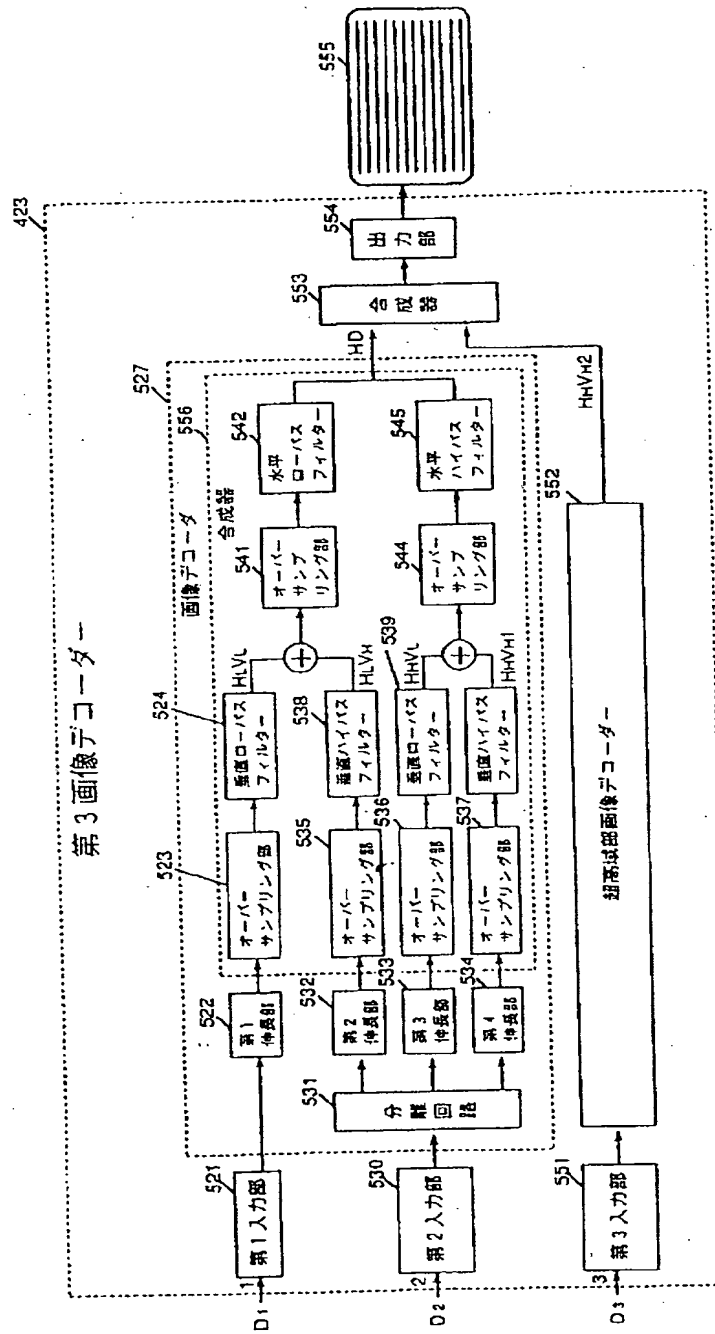 第3画像デコーダー
423
527
画像デコーダ
556
合成器
D1
1
521
第1入力部
522
第1
伸長部
523
オーバー
サンプリング部
524
垂直ローパス
フィルター
HLVL
541
オーバー
サンプ
リング部
542
水平
ローパス
フィルター
D2
2
530
第2入力部
531
分離回路
532
第2
伸長部
535
オーバー
サンプリング部
538
垂直ハイパス
フィルター
HLVH
533
第3
伸長部
536
オーバー
サンプリング部
539
垂直ローパス
フィルター
HHVL
534
第4
伸長部
537
オーバー
サンプリング部
垂直ハイパス
フィルター
HHVH1
544
オーバー
サンプ
リング部
545
水平
ハイパス
フィルター
HD
D3
3
551
第3入力部
552
超高域部画像デコーダー
HHVH2
553
合成器
554
出力部
555